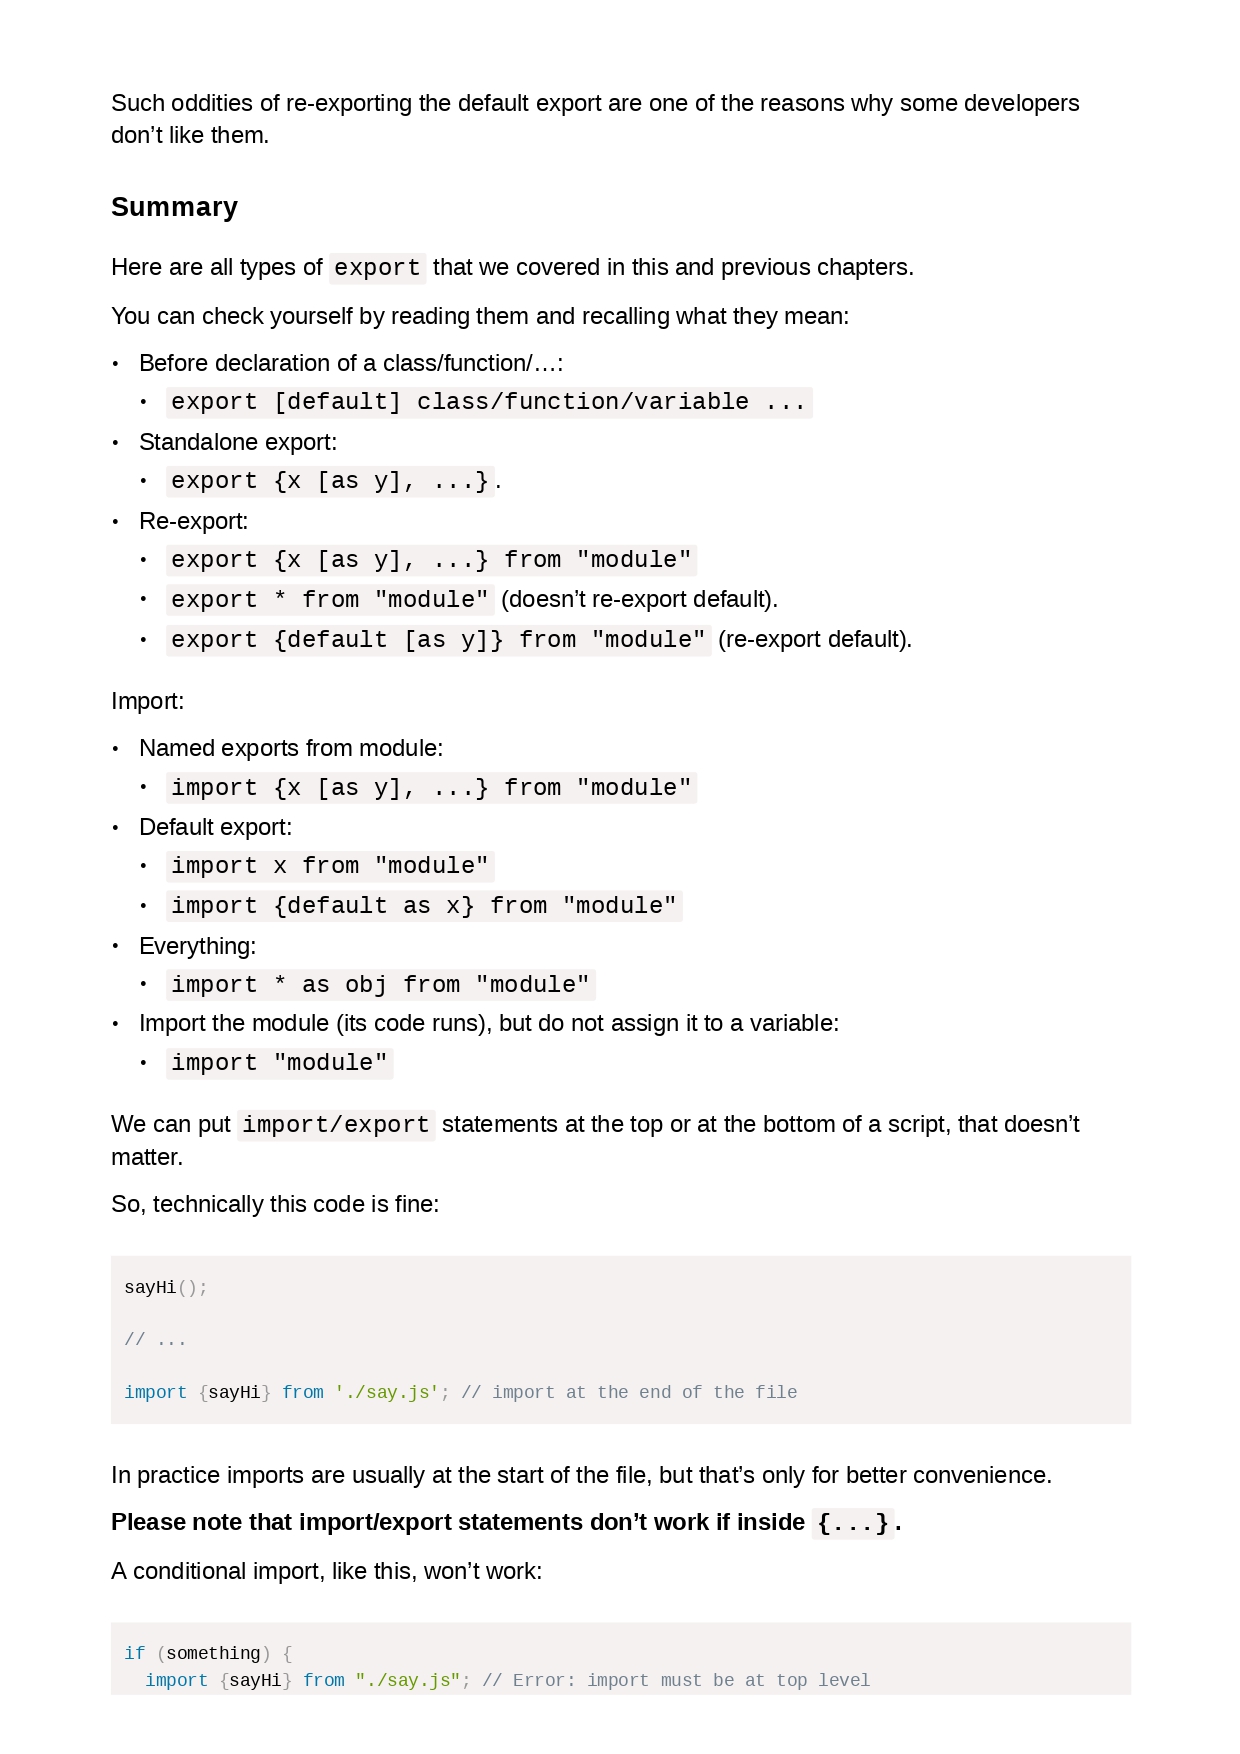 Such oddities of re-exporting the default export are one of the reasons why some developers
don’t like them.
Summary
Here are all types of export that we covered in this and previous chapters.
You can check yourself by reading them and recalling what they mean:
• Before declaration of a class/function/…:
• export [default] class/function/variable ...
• Standalone export:
• export {x [as y], ...}.
• Re-export:
• export {x [as y], ...} from "module"
• export * from "module" (doesn’t re-export default).
• export {default [as y]} from "module" (re-export default).
Import:
• Named exports from module:
• import {x [as y], ...} from "module"
• Default export:
• import x from "module"
• import {default as x} from "module"
• Everything:
• import * as obj from "module"
• Import the module (its code runs), but do not assign it to a variable:
• import "module"
We can put import/export statements at the top or at the bottom of a script, that doesn’t
matter.
So, technically this code is fine:
sayHi();
// ...
import {sayHi} from './say.js'; // import at the end of the file
In practice imports are usually at the start of the file, but that’s only for better convenience.
Please note that import/export statements don’t work if inside {...}.
A conditional import, like this, won’t work:
if (something) {
  import {sayHi} from "./say.js"; // Error: import must be at top level